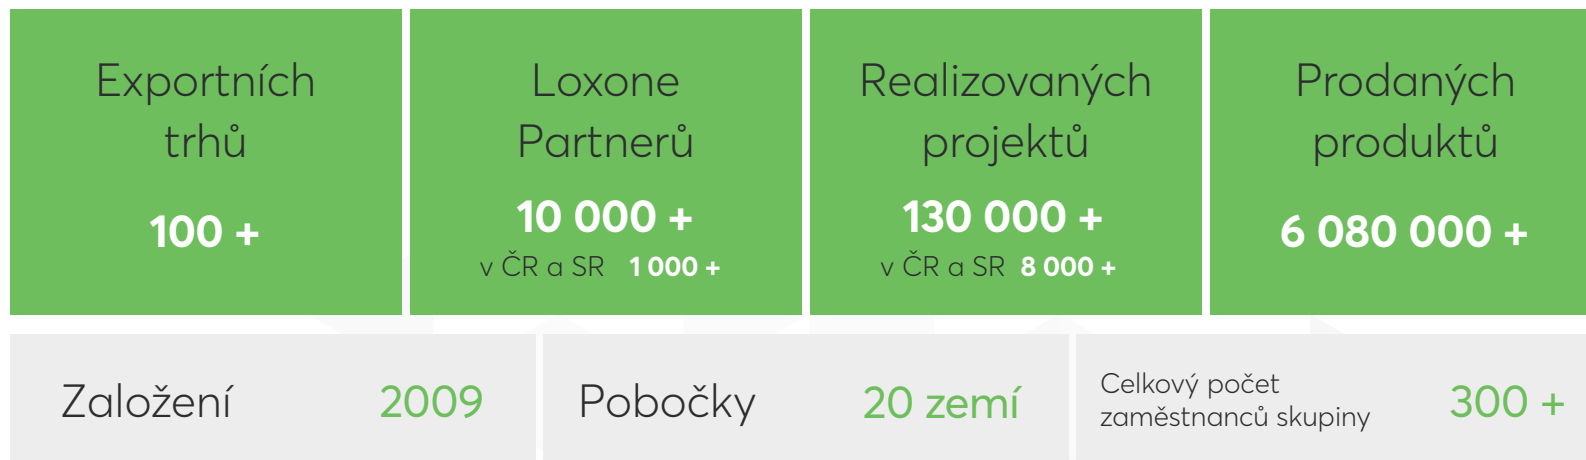 Exportních
trhů
100 +
Loxone
Partnerů
10 000 +
v ČR a SR 1 000 +
Realizovaných
projektů
130 000 +
v ČR a SR 8 000 +
Prodaných
produktů
6 080 000 +
Založení 2009
Pobočky 20 zemí
Celkový počet
zaměstnanců skupiny
300 +